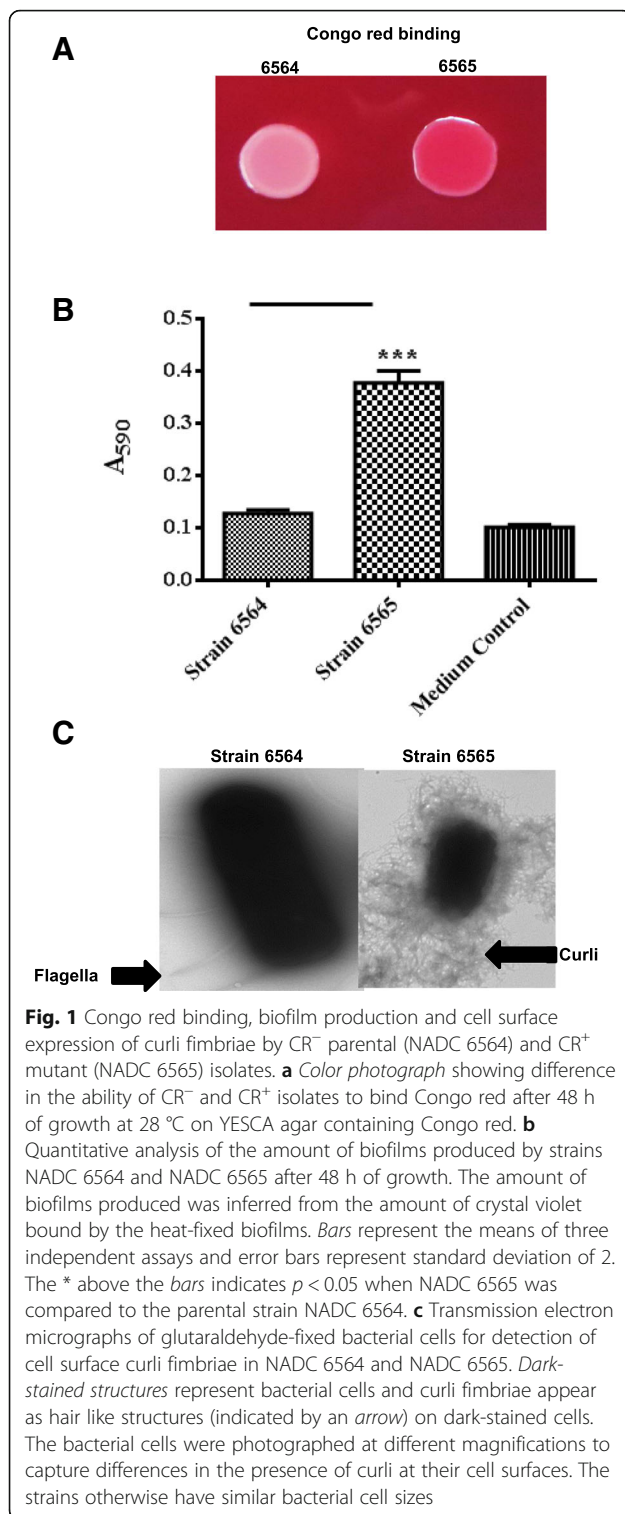 A
Congo red binding
6564 6565
B
0.5
0.4
0.3
0.2
0.1
0.0
A590
***
Strain 6564
Strain 6565
Medium Control
C
Strain 6564 Strain 6565
Flagella
Curli
Fig. 1 Congo red binding, biofilm production and cell surface
expression of curli fimbriae by CR− parental (NADC 6564) and CR+
mutant (NADC 6565) isolates. a Color photograph showing difference
in the ability of CR− and CR+ isolates to bind Congo red after 48 h
of growth at 28 °C on YESCA agar containing Congo red. b
Quantitative analysis of the amount of biofilms produced by strains
NADC 6564 and NADC 6565 after 48 h of growth. The amount of
biofilms produced was inferred from the amount of crystal violet
bound by the heat-fixed biofilms. Bars represent the means of three
independent assays and error bars represent standard deviation of 2.
The * above the bars indicates p < 0.05 when NADC 6565 was
compared to the parental strain NADC 6564. c Transmission electron
micrographs of glutaraldehyde-fixed bacterial cells for detection of
cell surface curli fimbriae in NADC 6564 and NADC 6565. Dark-
stained structures represent bacterial cells and curli fimbriae appear
as hair like structures (indicated by an arrow) on dark-stained cells.
The bacterial cells were photographed at different magnifications to
capture differences in the presence of curli at their cell surfaces. The
strains otherwise have similar bacterial cell sizes